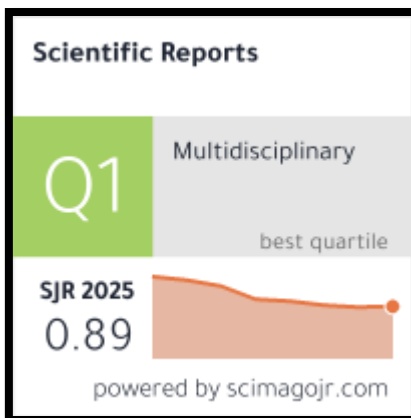 Scientific Reports
Q1
Multidisciplinary
best quartile
SJR 2025
0.89
powered by scimagojr.com